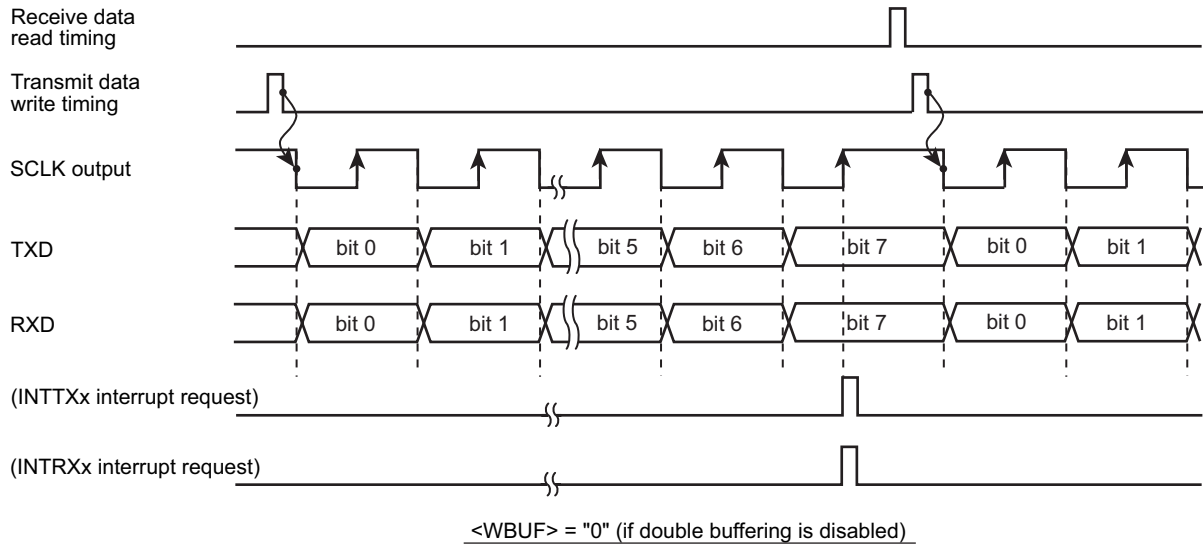 Receive data
read timing
Transmit data
write timing
SCLK output
TXD
bit 0 bit 1 bit 5 bit 6 bit 7 bit 0 bit 1
RXD
bit 0 bit 1 bit 5 bit 6 bit 7 bit 0 bit 1
(INTTXx interrupt request)
(INTRXx interrupt request)
<WBUF> = "0" (if double buffering is disabled)